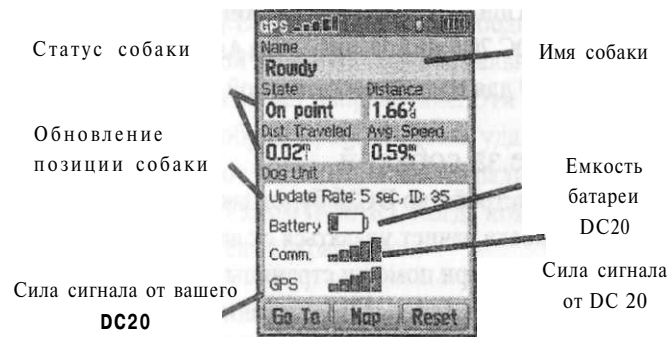 GPS
Статус собаки
Name
Rowdy
Имя собаки
State Distance
On point 1.66
Dist. Traveled Avg. Speed
0.02 0.59
Обновление
позиции собаки
Dog Unit
Update Rate: 5 sec, ID: 35
Battery
Comm.
GPS
Емкость
батареи
DC20
Сила сигнала
от DC 20
Сила сигнала от вашего
DC20
Go To Map Reset